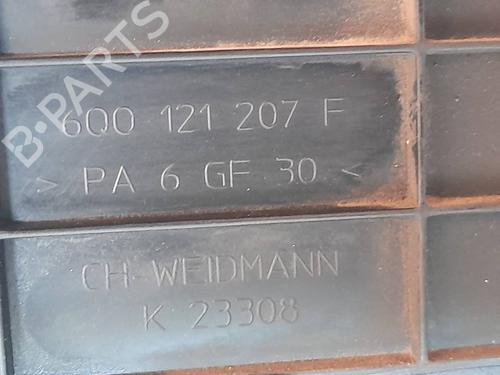 B-PARTS
6Q0 121 207 F
> PA 6 GF 30 <
CH-WEIDMANN
K 23308